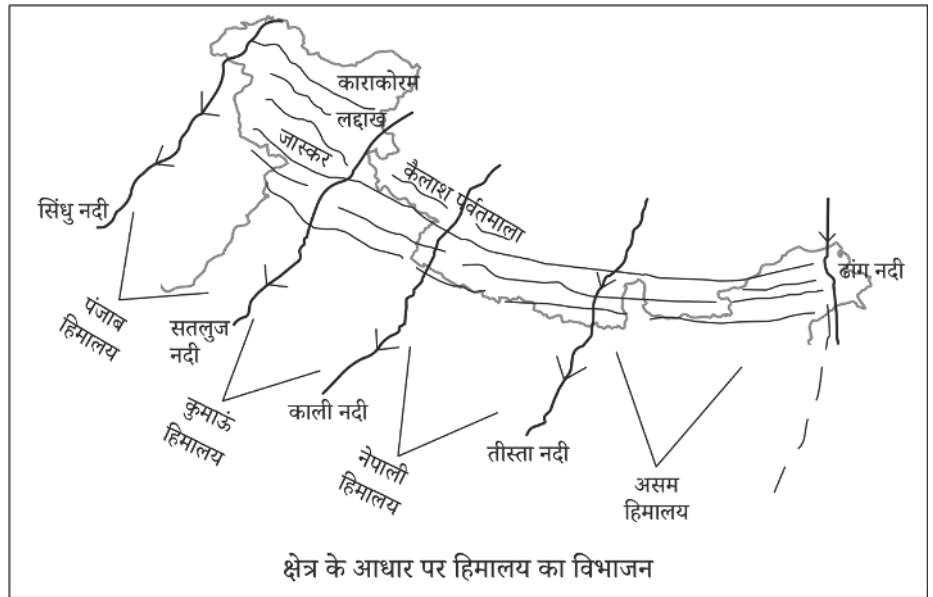 काराकोरम
लद्दाख
जास्कर
कैलाश पर्वतमाला
सिंधु नदी
ढांग नदी
पंजाब
हिमालय
सतलुज
नदी
कुमाऊं
हिमालय
काली नदी
नेपाली
हिमालय
तीस्ता नदी
असम
हिमालय
क्षेत्र के आधार पर हिमालय का विभाजन